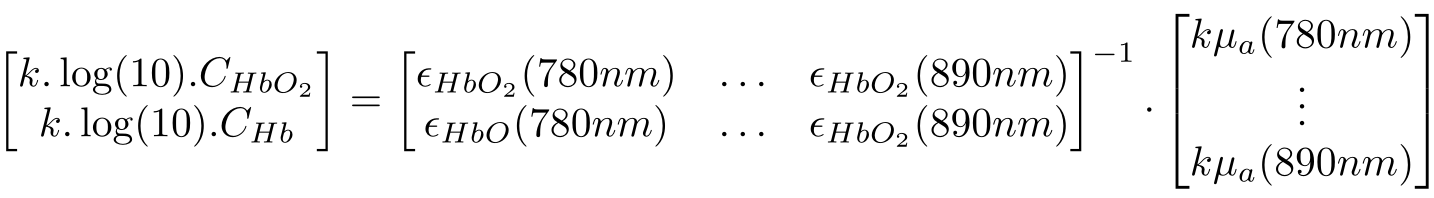 [k. log(10).C_{HbO_2} k. log(10).C_{Hb}] = [ϵ_{HbO_2}(780nm) … ϵ_{HbO_2}(890nm) ϵ_{HbO}(780nm) … ϵ_{HbO_2}(890nm)]^{-1} . [kμ_a(780nm) ⋮ kμ_a(890nm)]